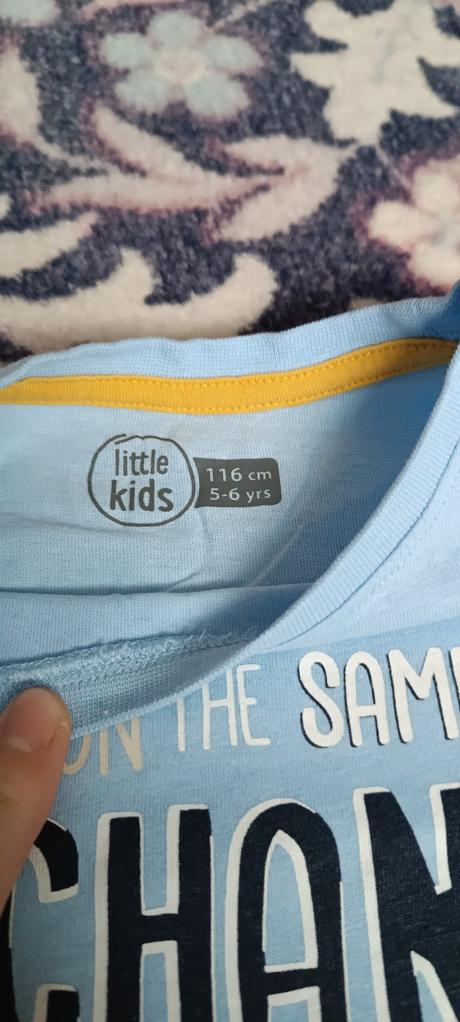 little
kids
116 cm
5-6 yrs
ON THE SAM
CHAN